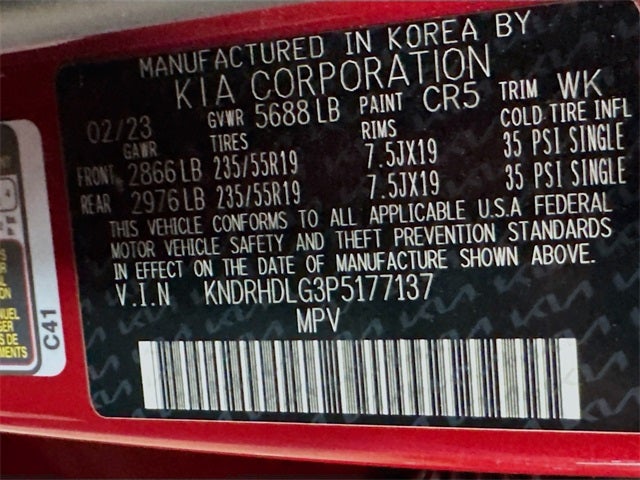 MANUFACTURED IN KOREA BY
KIA CORPORATION
02/23 GVWR 5688 LB PAINT CR5 TRIM WK
GAWR TIRES RIMS COLD TIRE INFL
FRONT 2866 LB 235/55R19 7.5JX19 35 PSI SINGLE
REAR 2976 LB 235/55R19 7.5JX19 35 PSI SINGLE
THIS VEHICLE CONFORMS TO ALL APPLICABLE U.S.A FEDERAL
MOTOR VEHICLE SAFETY AND THEFT PREVENTION STANDARDS
IN EFFECT ON THE DATE OF MANUFACTURE SHOWN ABOVE.
V.I.N KNDRHDLG3P5177137
MPV
C41